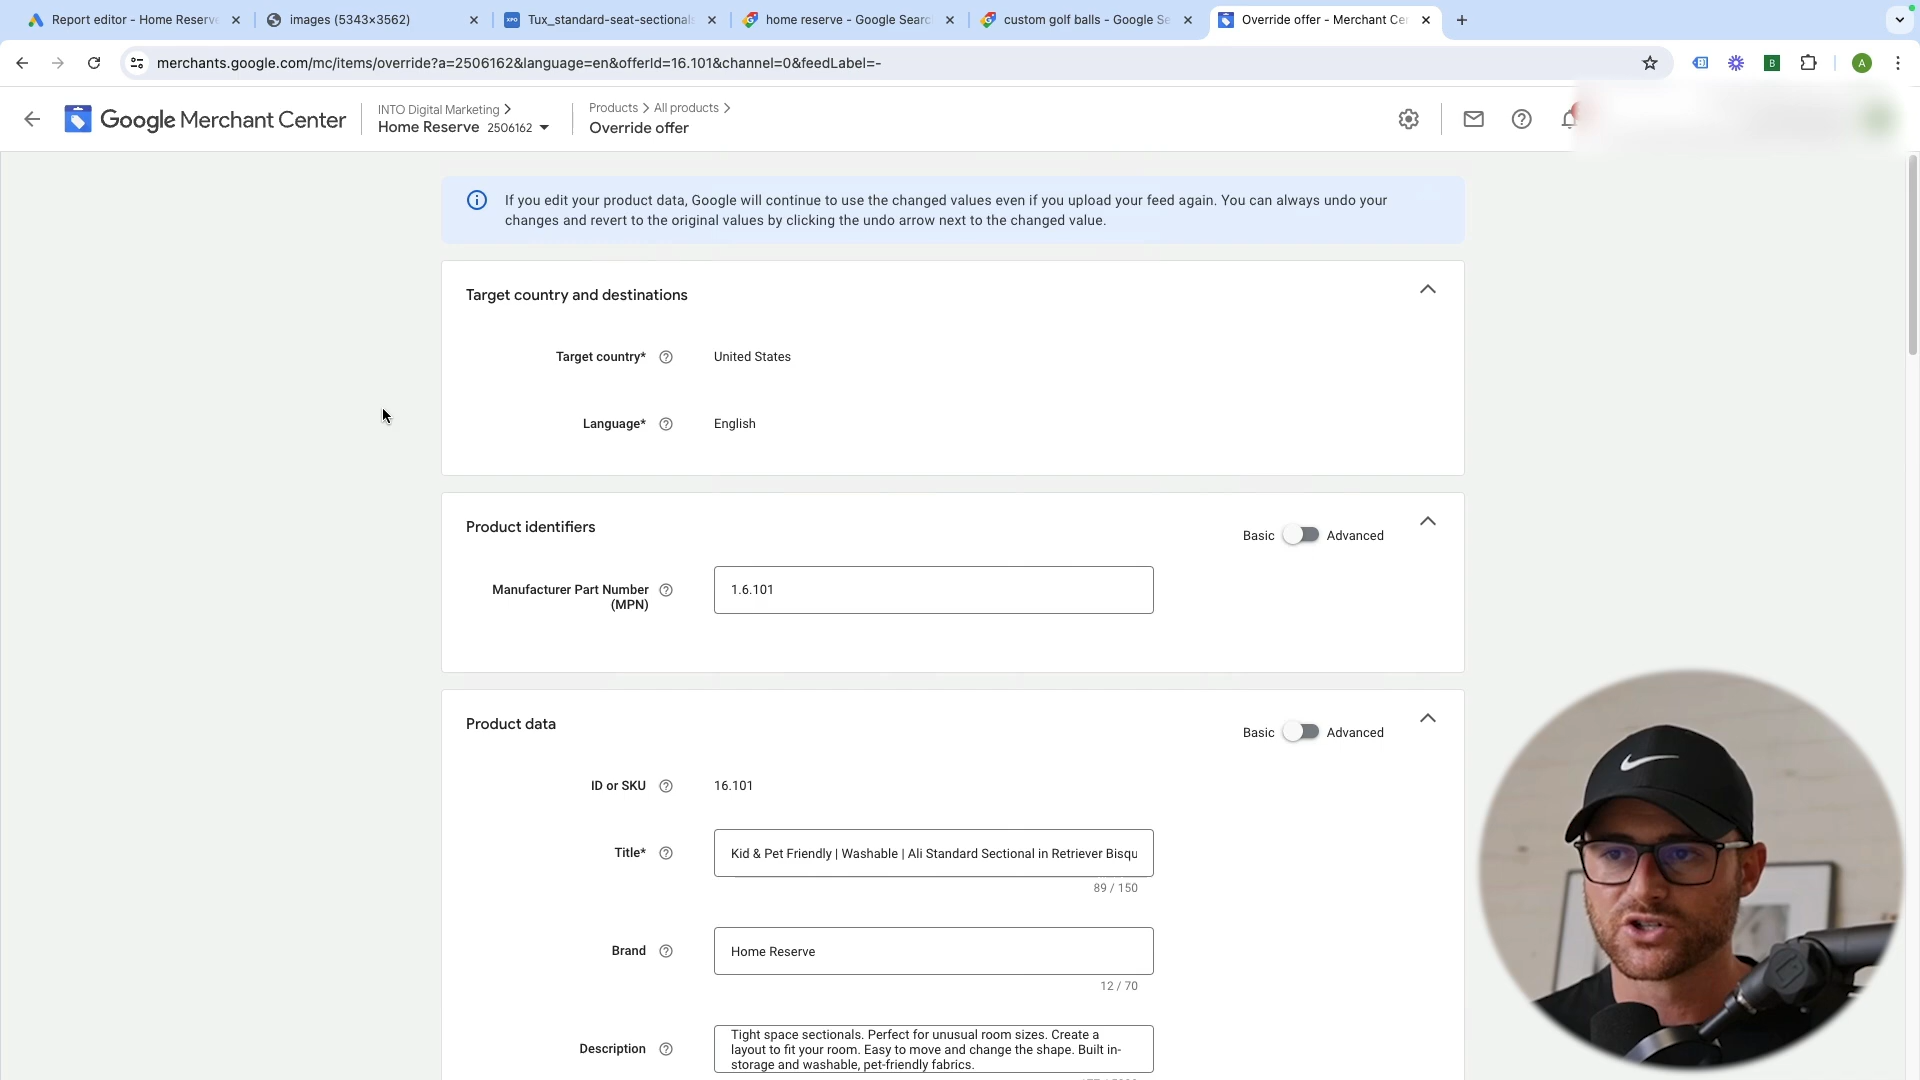 Report editor - Home Reserve
images (5343×3562)
Tux_standard-seat-sectionals
home reserve - Google Searc
custom golf balls - Google Se
Override offer - Merchant Cen
merchants.google.com/mc/items/override?a=2506162&language=en&offerId=16.101&channel=0&feedLabel=-
B
A
Google Merchant Center
INTO Digital Marketing
Home Reserve 2506162
Products > All products >
Override offer
If you edit your product data, Google will continue to use the changed values even if you upload your feed again. You can always undo your
changes and revert to the original values by clicking the undo arrow next to the changed value.
Target country and destinations
Target country* United States
Language* English
Product identifiers
Basic Advanced
Manufacturer Part Number
(MPN)
1.6.101
Product data
Basic Advanced
ID or SKU 16.101
Title* Kid & Pet Friendly | Washable | Ali Standard Sectional in Retriever Bisqu
89 / 150
Brand Home Reserve
12 / 70
Description
Tight space sectionals. Perfect for unusual room sizes. Create a
layout to fit your room. Easy to move and change the shape. Built in-
storage and washable, pet-friendly fabrics.